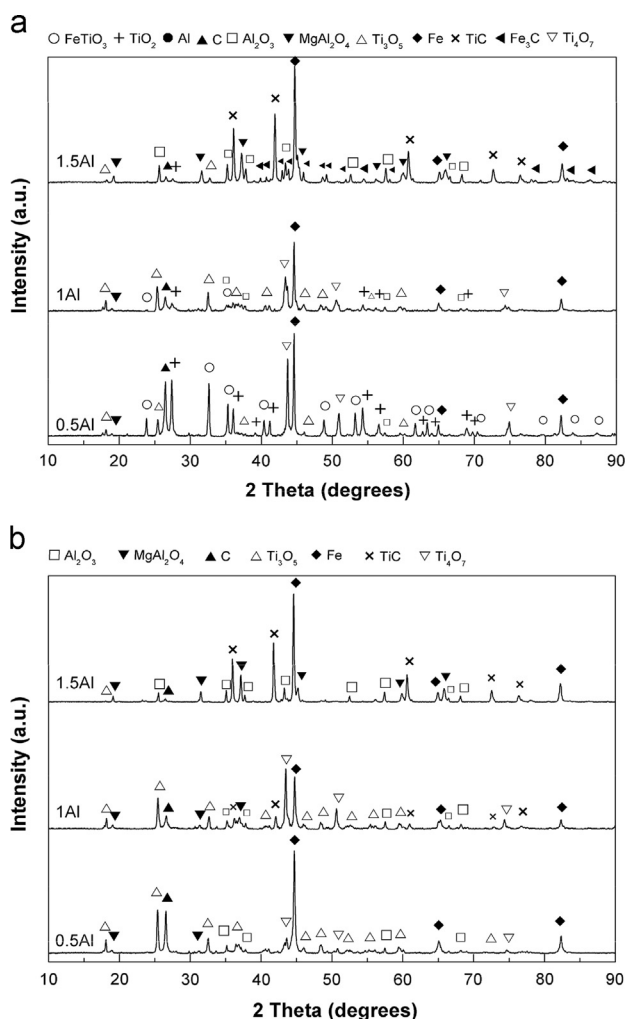 a
○ FeTiO₃ + TiO₂ ● Al ▲ C □ Al₂O₃ ▼ MgAl₂O₄ △ Ti₃O₅ ◆ Fe × TiC ◀ Fe₃C ▽ Ti₄O₇
Intensity (a.u.)
1.5Al
1Al
0.5Al
10 20 30 40 50 60 70 80 90
2 Theta (degrees)
b
□ Al₂O₃ ▼ MgAl₂O₄ ▲ C △ Ti₃O₅ ◆ Fe × TiC ▽ Ti₄O₇
Intensity (a.u.)
1.5Al
1Al
0.5Al
10 20 30 40 50 60 70 80 90
2 Theta (degrees)